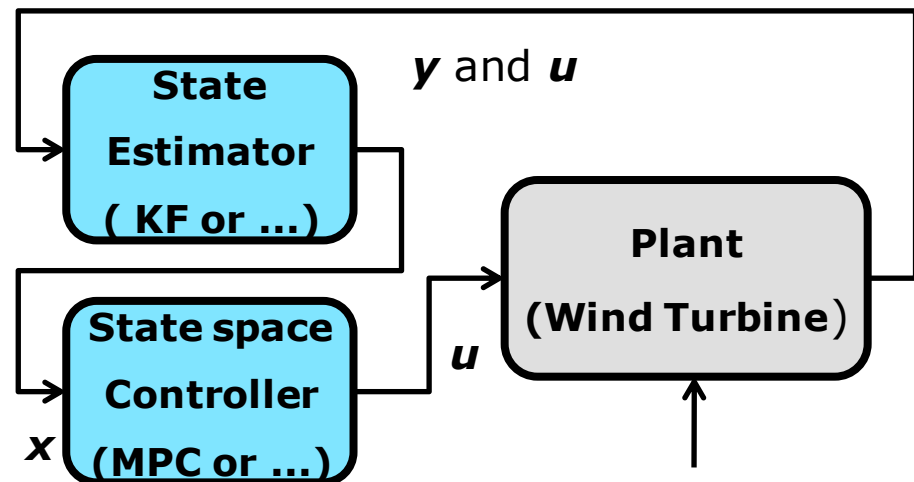 State
Estimator
( KF or ...)
y and u
State space
Controller
(MPC or ...)
x
u
Plant
(Wind Turbine)